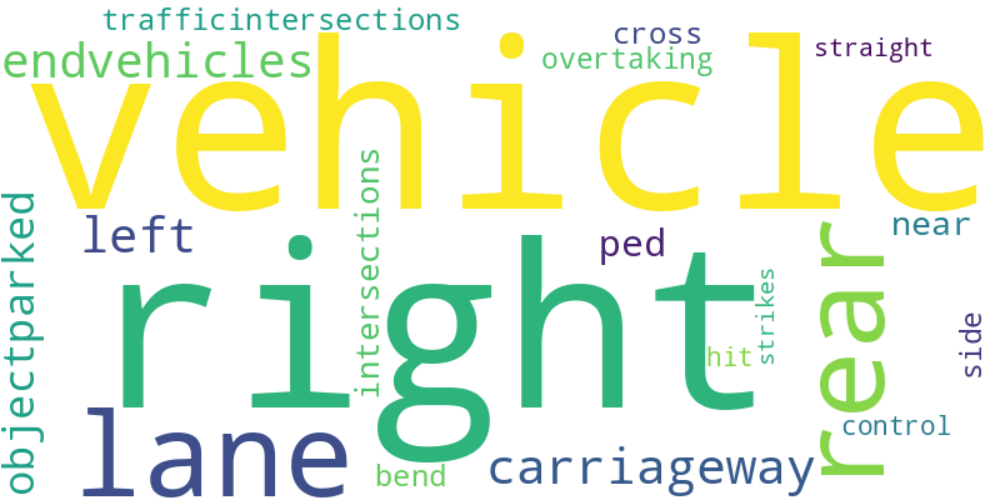 trafficintersections
cross
straight
endvehicles
overtaking
vehicle
objectparked
left
intersections
ped
near
right
strikes
hit
rear
side
lane
bend
carriageway
control